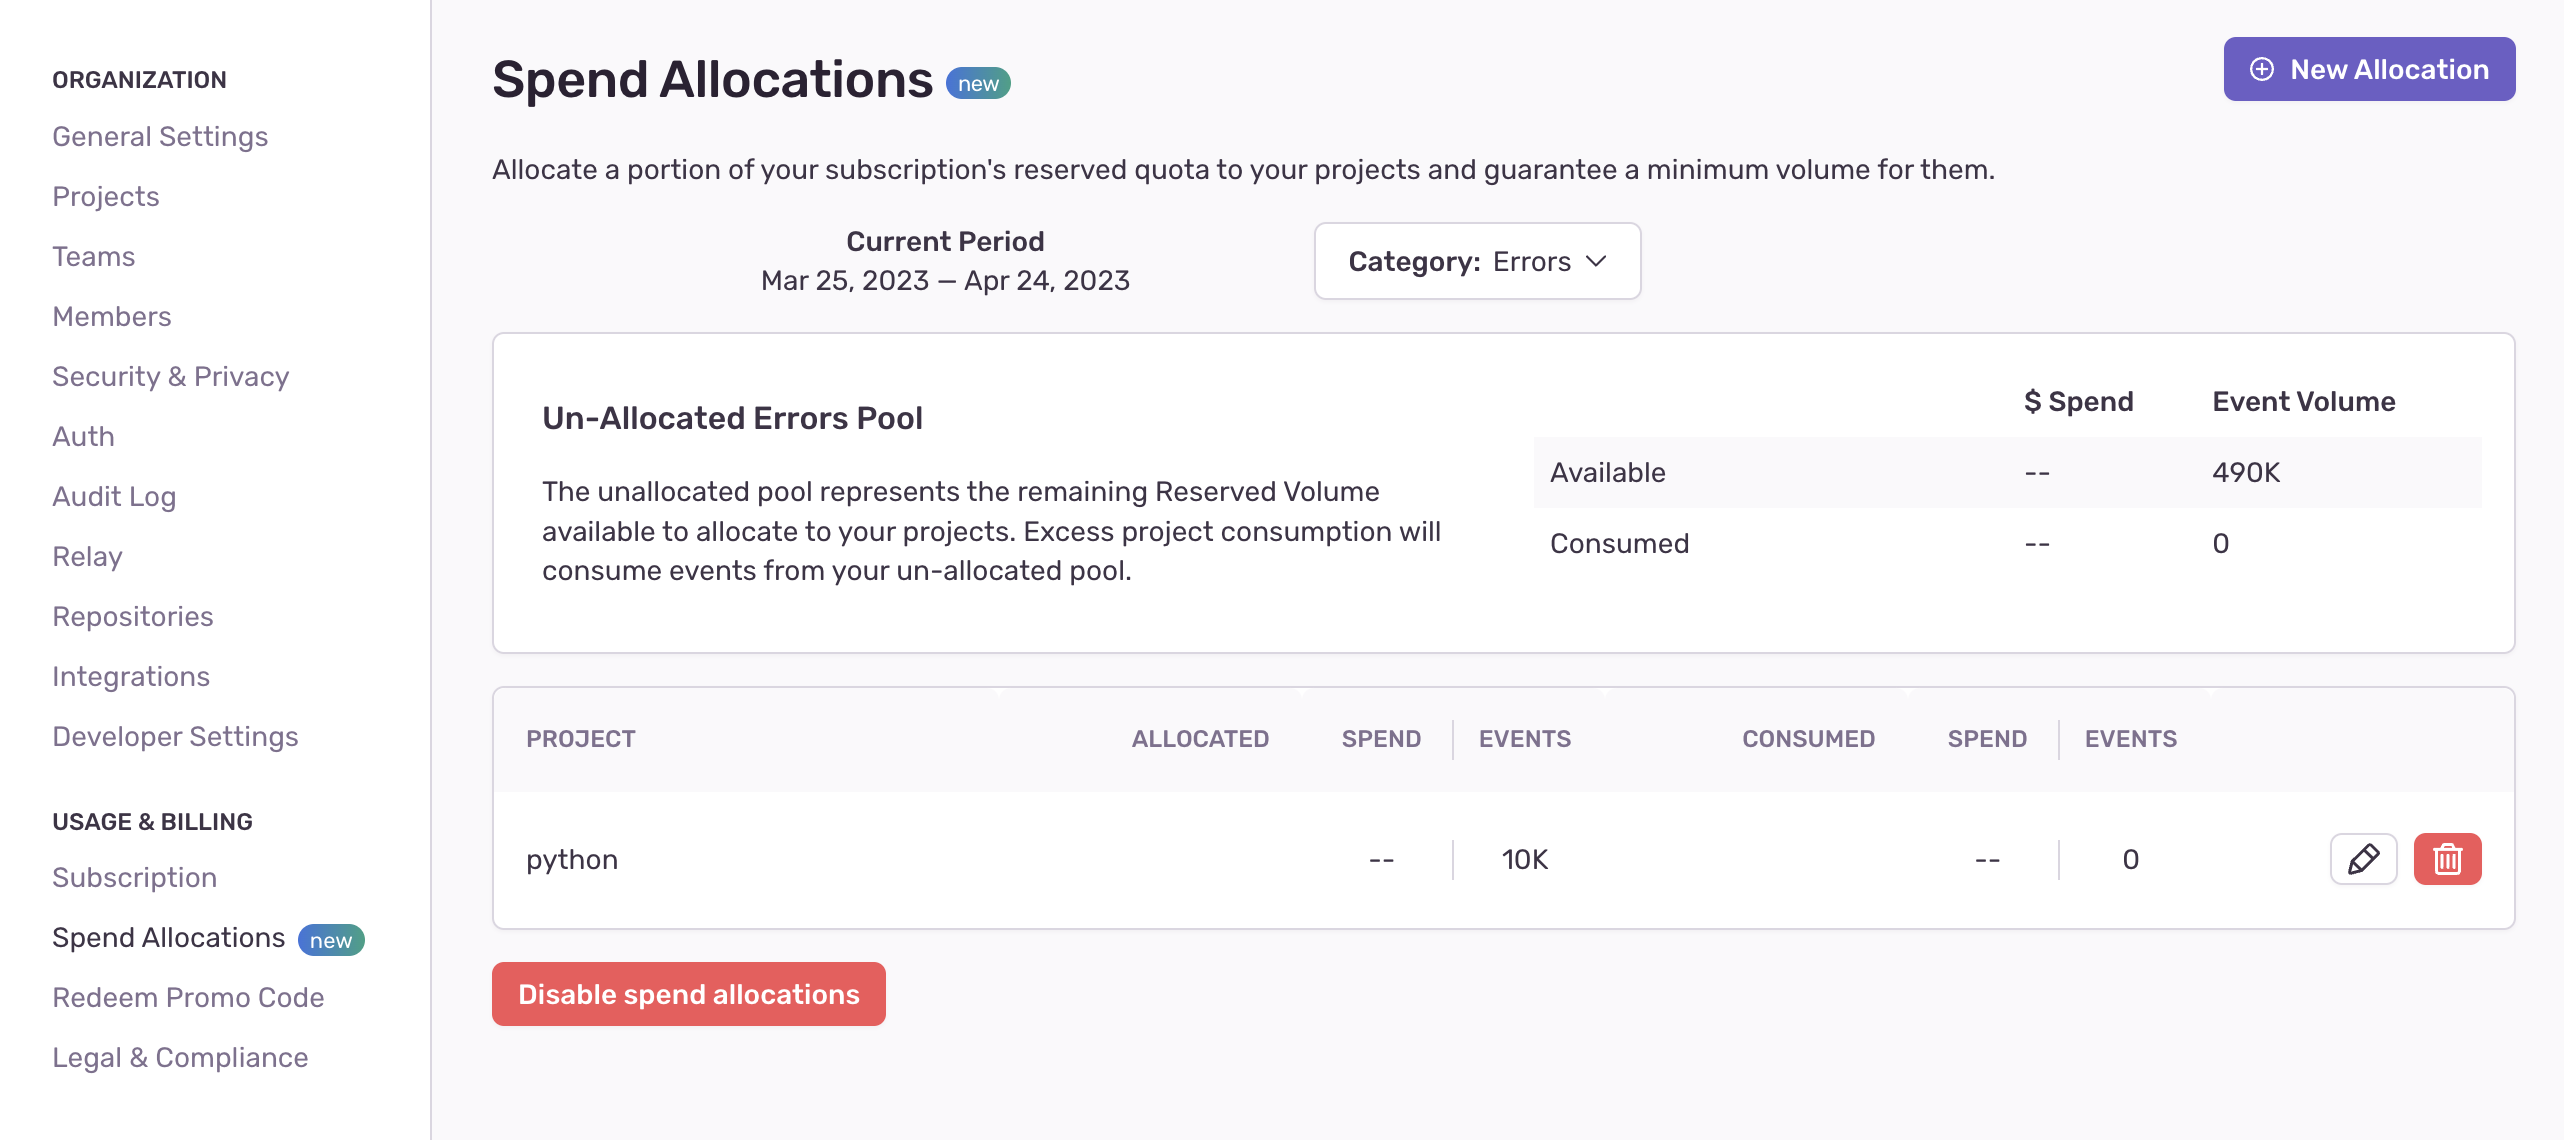 ORGANIZATION
General Settings
Projects
Teams
Members
Security & Privacy
Auth
Audit Log
Relay
Repositories
Integrations
Developer Settings
USAGE & BILLING
Subscription
Spend Allocations new
Redeem Promo Code
Legal & Compliance
Spend Allocations new
New Allocation
Allocate a portion of your subscription's reserved quota to your projects and guarantee a minimum volume for them.
Current Period
Mar 25, 2023 — Apr 24, 2023
Category: Errors
Un-Allocated Errors Pool
The unallocated pool represents the remaining Reserved Volume
available to allocate to your projects. Excess project consumption will
consume events from your un-allocated pool.
$ Spend Event Volume
Available -- 490K
Consumed -- 0
PROJECT ALLOCATED SPEND EVENTS CONSUMED SPEND EVENTS
python -- 10K -- 0
Disable spend allocations